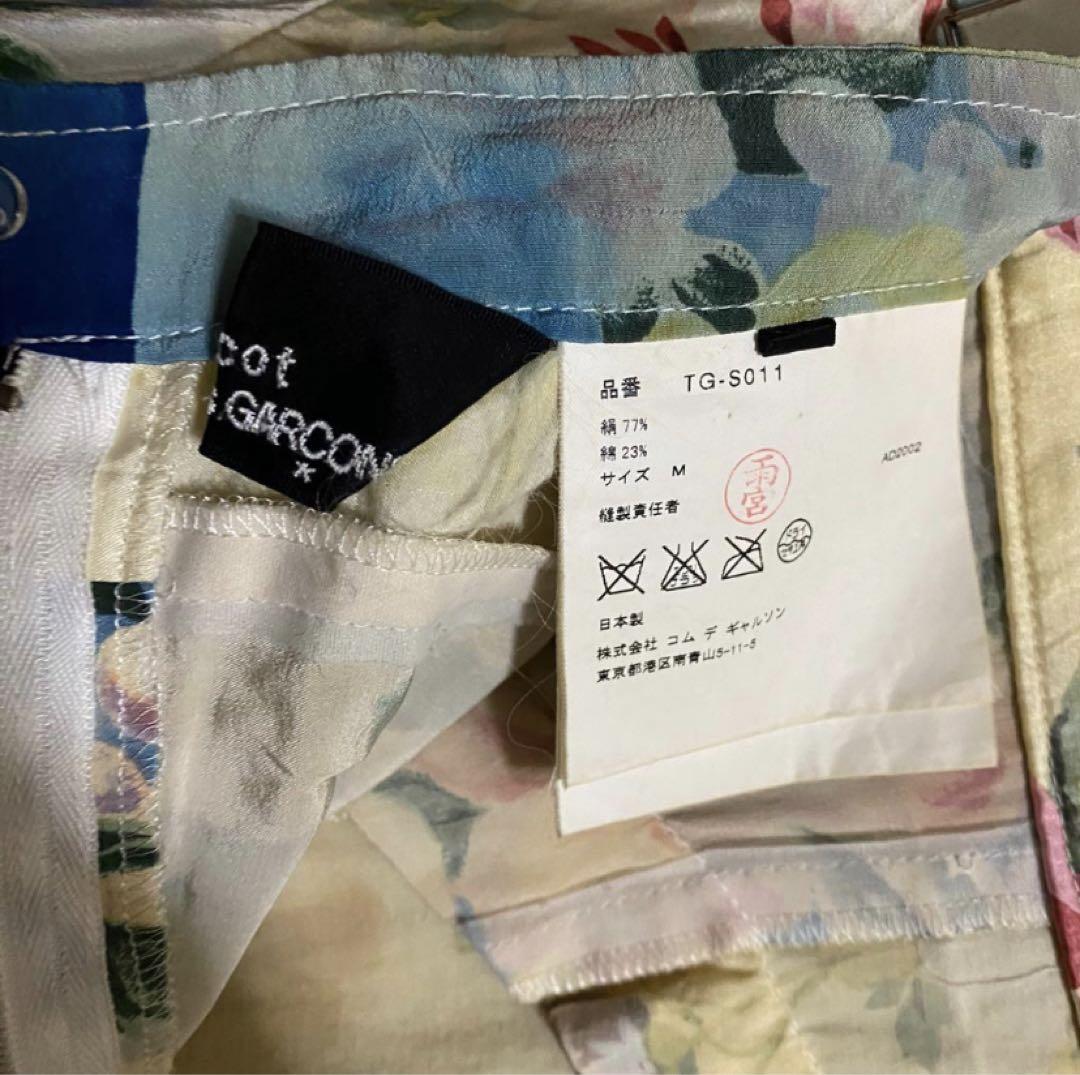 cot
GARCON
*
品番 TG-S011
絹 77%
綿 23%
サイズ M
AD2002
縫製責任者
雨宮
日本製
株式会社 コム デ ギャルソン
東京都港区南青山5-11-5